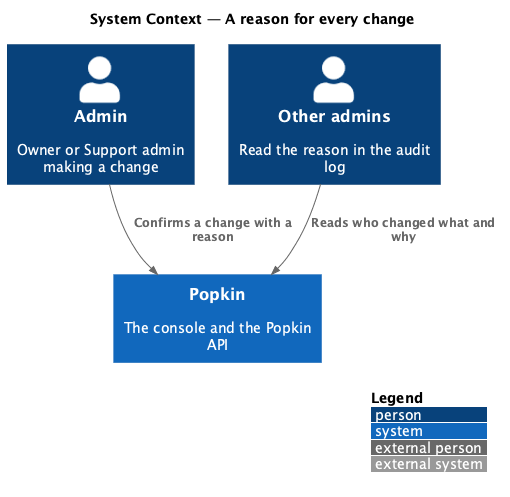 System Context — A reason for every change
Admin
Owner or Support admin
making a change
Other admins
Read the reason in the audit
log
Confirms a change with a
reason
Reads who changed what and
why
Popkin
The console and the Popkin
API
Legend
person
system
external person
external system